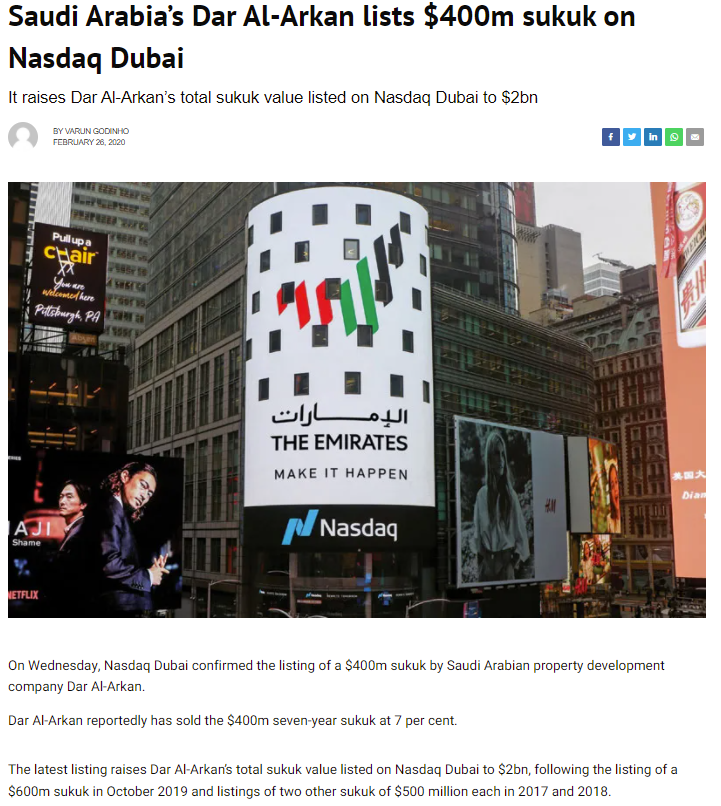 Saudi Arabia’s Dar Al-Arkan lists $400m sukuk on
Nasdaq Dubai
It raises Dar Al-Arkan’s total sukuk value listed on Nasdaq Dubai to $2bn
BY VARUN GODINHO
FEBRUARY 26, 2020
Pull up a
chair
You are
welcomed here
Pittsburgh, PA
الإمارات
THE EMIRATES
MAKE IT HAPPEN
Nasdaq
AJI
Shame
NETFLIX
H&M
贵州
美国大
Diam
On Wednesday, Nasdaq Dubai confirmed the listing of a $400m sukuk by Saudi Arabian property development
company Dar Al-Arkan.
Dar Al-Arkan reportedly has sold the $400m seven-year sukuk at 7 per cent.
The latest listing raises Dar Al-Arkan’s total sukuk value listed on Nasdaq Dubai to $2bn, following the listing of a
$600m sukuk in October 2019 and listings of two other sukuk of $500 million each in 2017 and 2018.